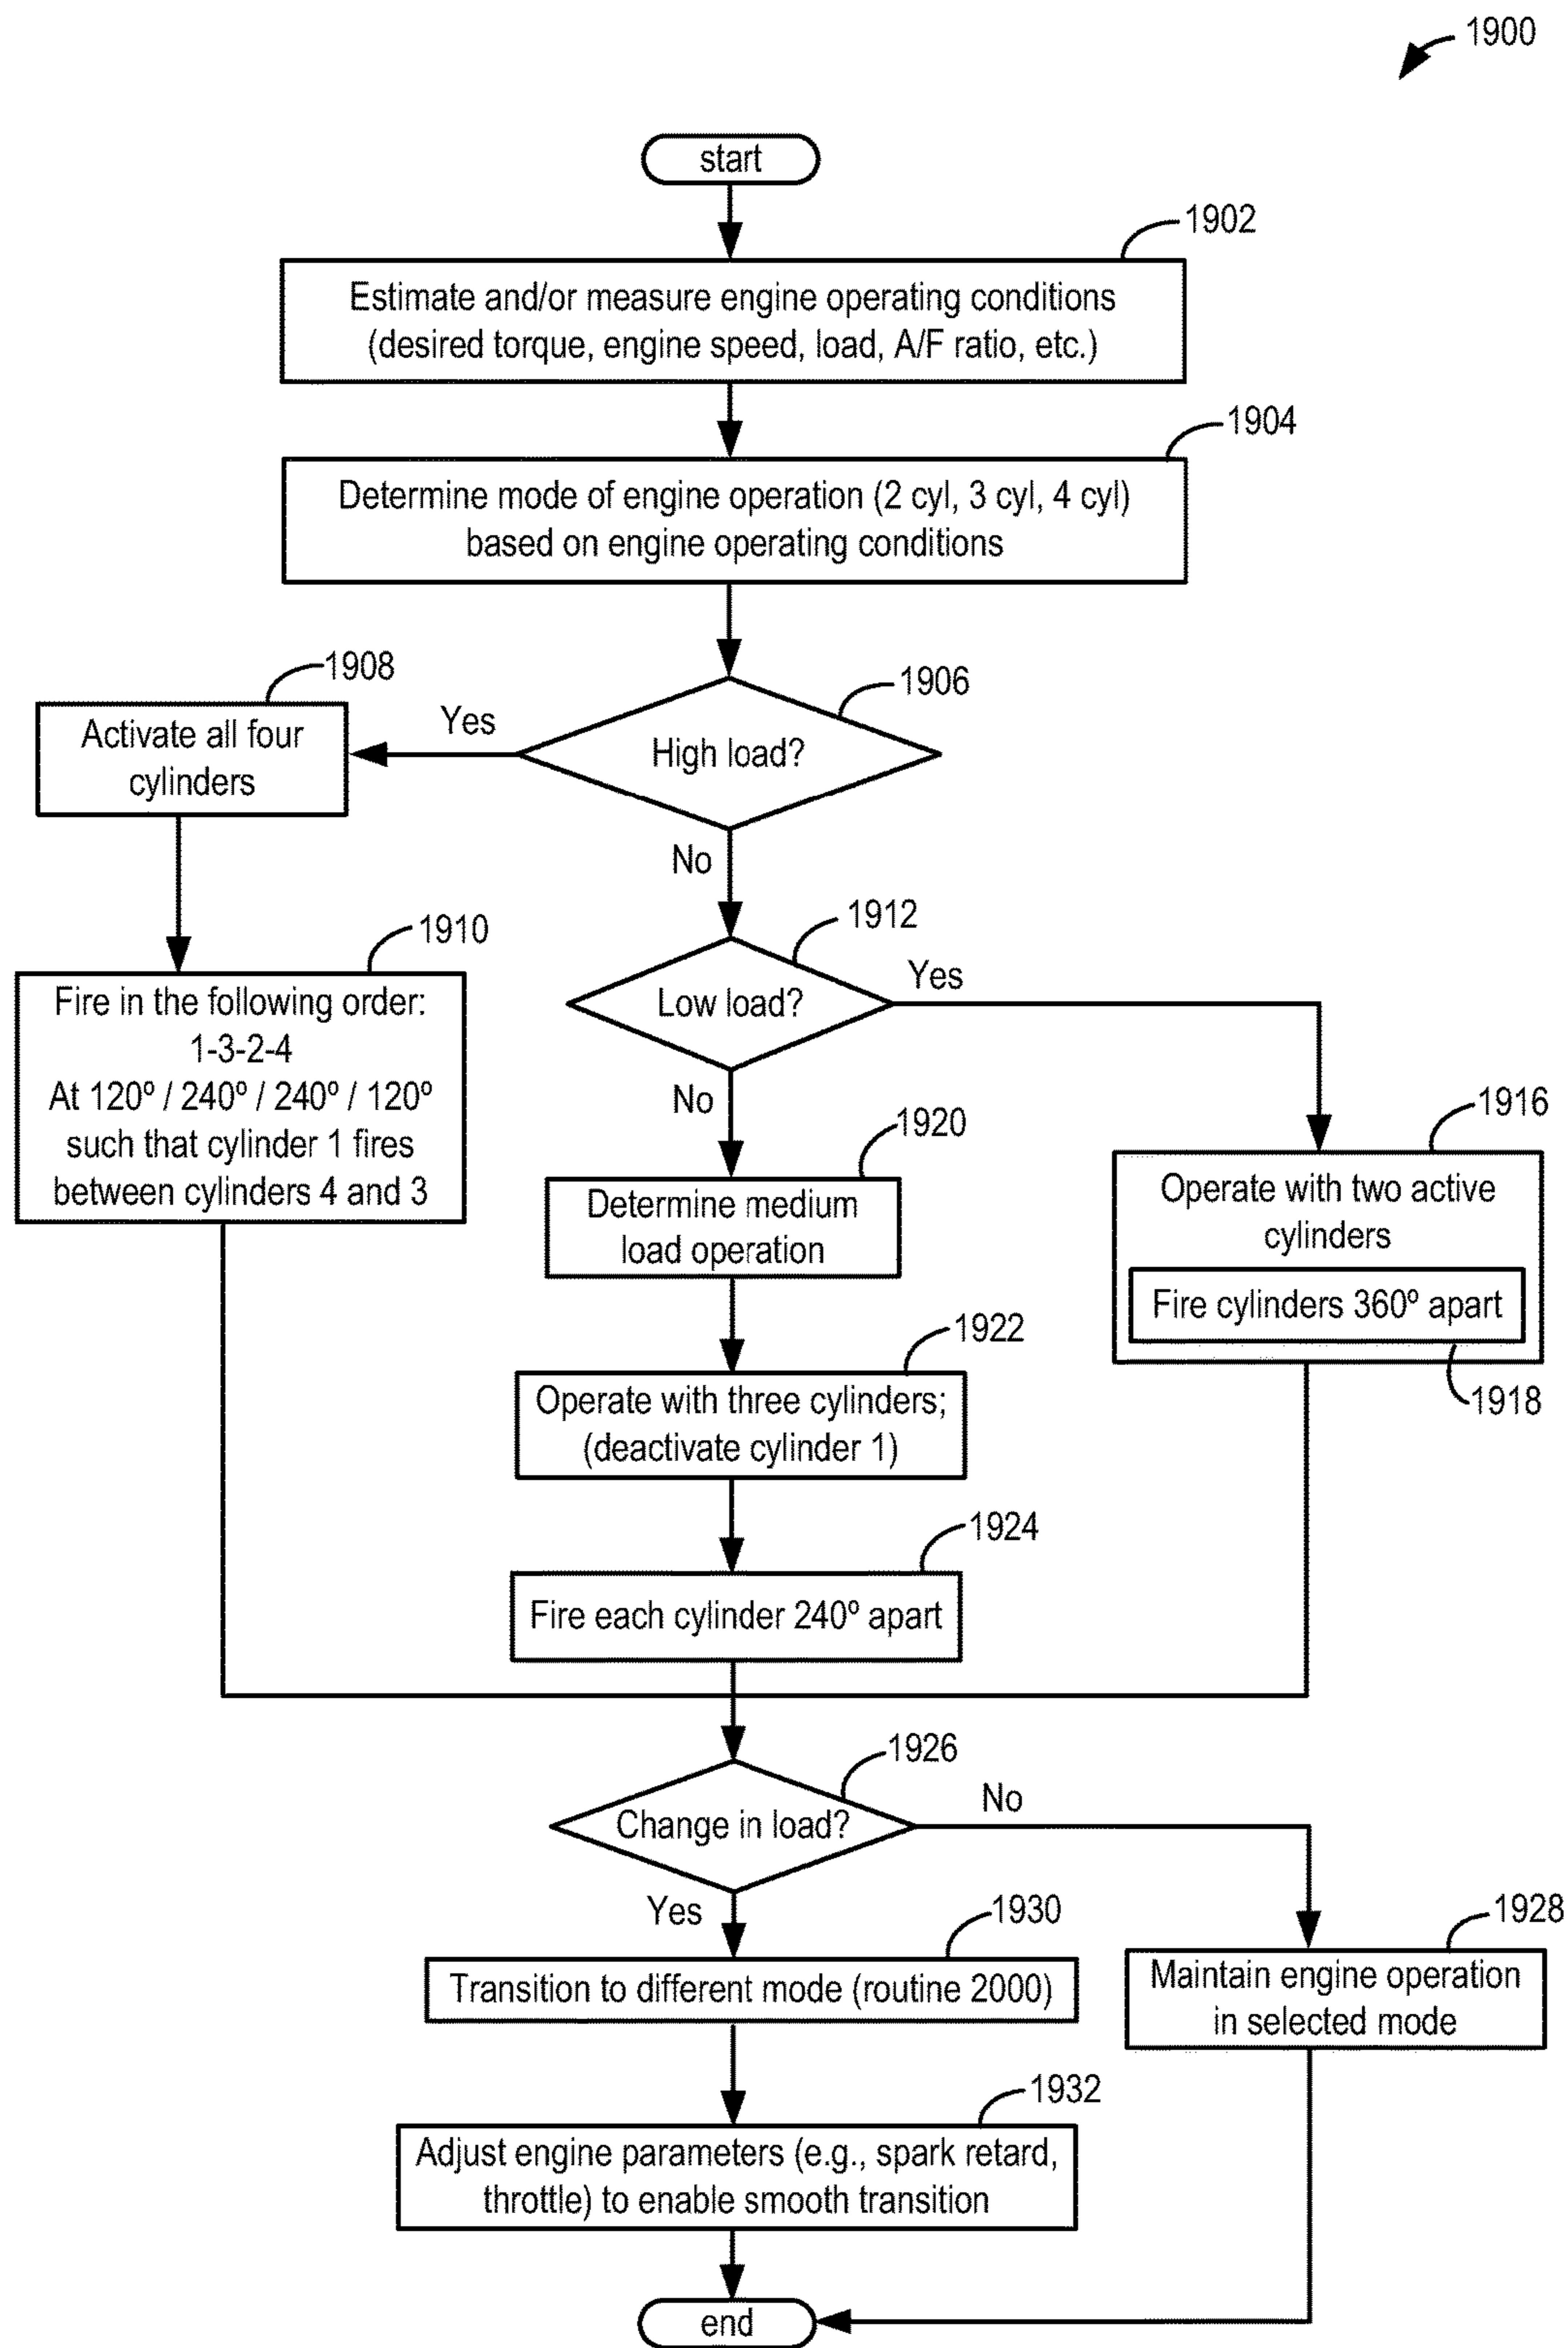 1900
start
1902
Estimate and/or measure engine operating conditions
(desired torque, engine speed, load, A/F ratio, etc.)
1904
Determine mode of engine operation (2 cyl, 3 cyl, 4 cyl)
based on engine operating conditions
1906
High load?
Yes
No
1908
Activate all four
cylinders
1910
Fire in the following order:
1-3-2-4
At 120º / 240º / 240º / 120º
such that cylinder 1 fires
between cylinders 4 and 3
1912
Low load?
Yes
No
1916
Operate with two active
cylinders
Fire cylinders 360º apart
1918
1920
Determine medium
load operation
1922
Operate with three cylinders;
(deactivate cylinder 1)
1924
Fire each cylinder 240º apart
1926
Change in load?
No
Yes
1928
Maintain engine operation
in selected mode
1930
Transition to different mode (routine 2000)
1932
Adjust engine parameters (e.g., spark retard,
throttle) to enable smooth transition
end